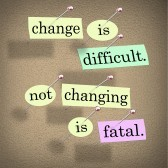 change is
difficult.
not changing
is fatal.